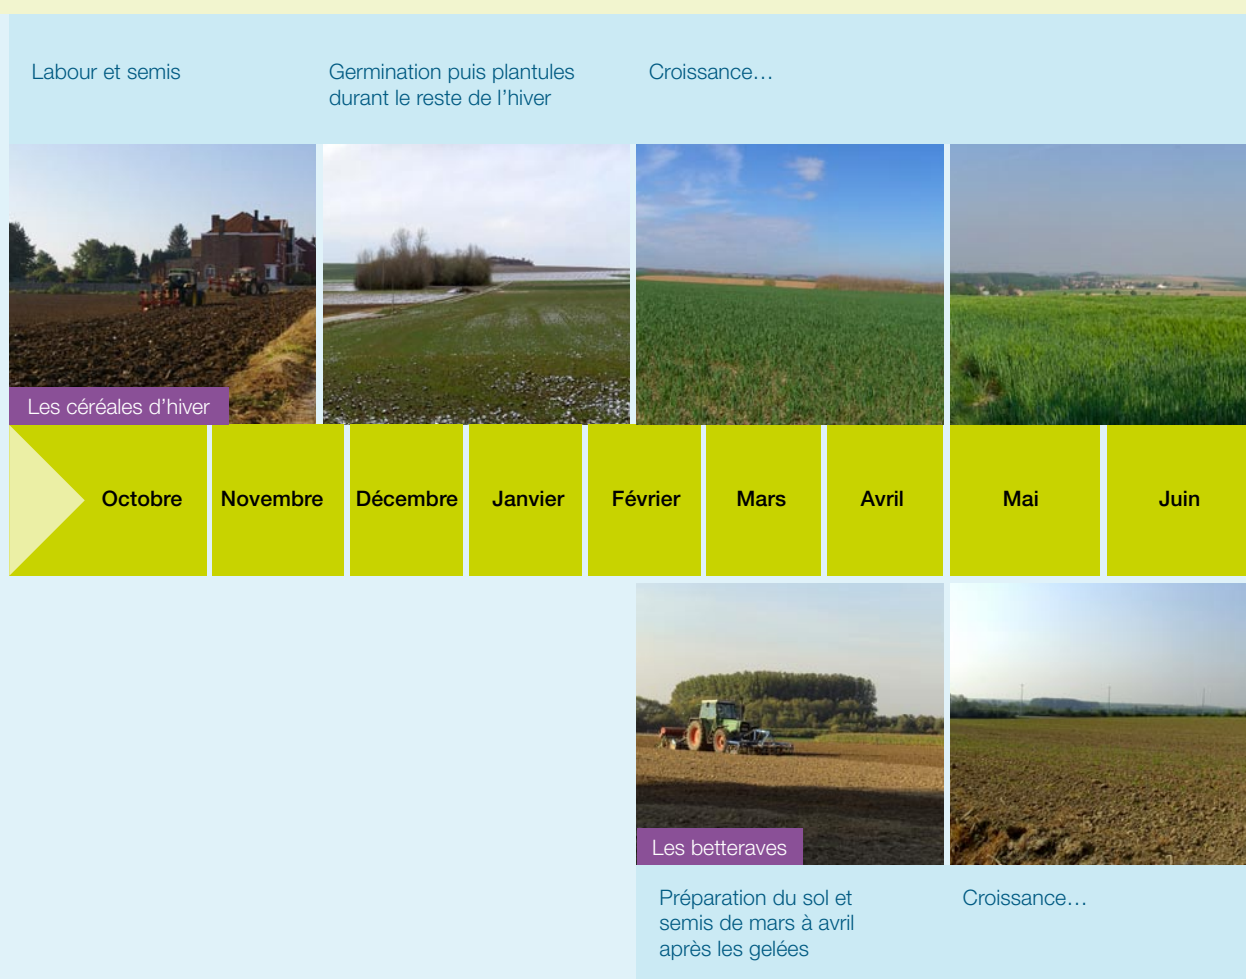 Labour et semis
Germination puis plantules
durant le reste de l’hiver
Croissance…
Les céréales d’hiver
Octobre
Novembre
Décembre
Janvier
Février
Mars
Avril
Mai
Juin
Les betteraves
Préparation du sol et
semis de mars à avril
après les gelées
Croissance…